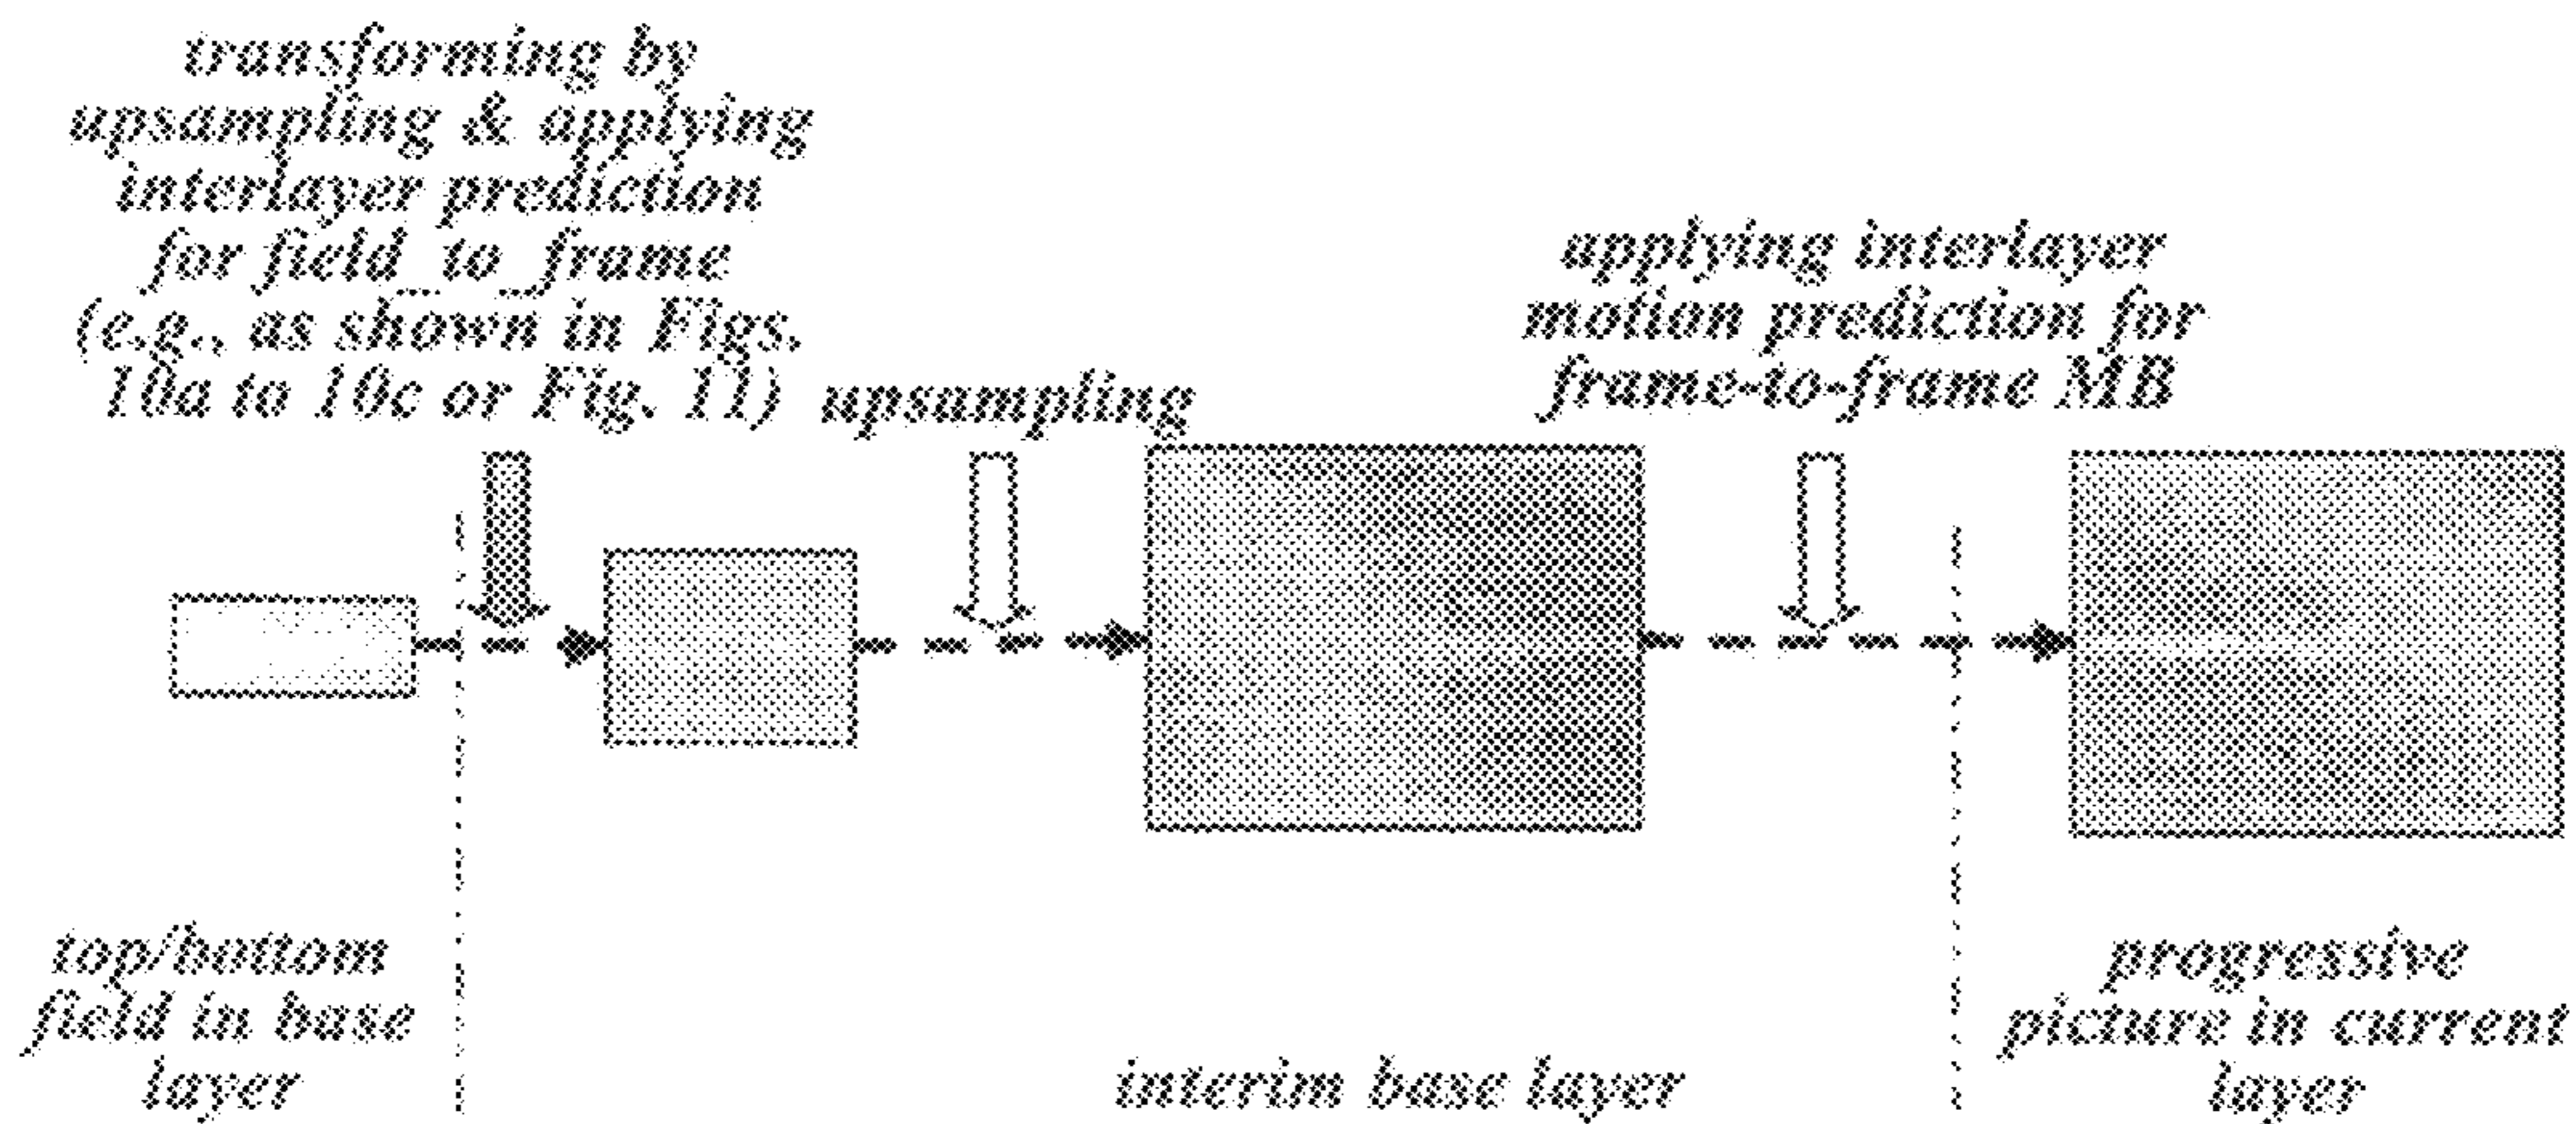 transforming by
upsampling & applying
interlayer prediction
for field_to_frame
(e.g., as shown in Figs.
10a to 10c or Fig. 11)
upsampling
applying interlayer
motion prediction for
frame-to-frame MB
top/bottom
field in base
layer
interim base layer
progressive
picture in current
layer